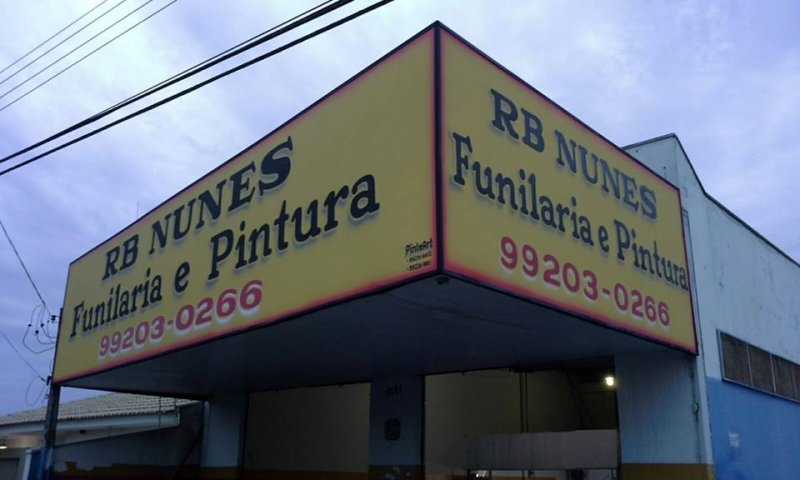 RB NUNES
Funilaria e Pintura
99203-0266
PinteArt
RB NUNES
Funilaria e Pintura
99203-0266